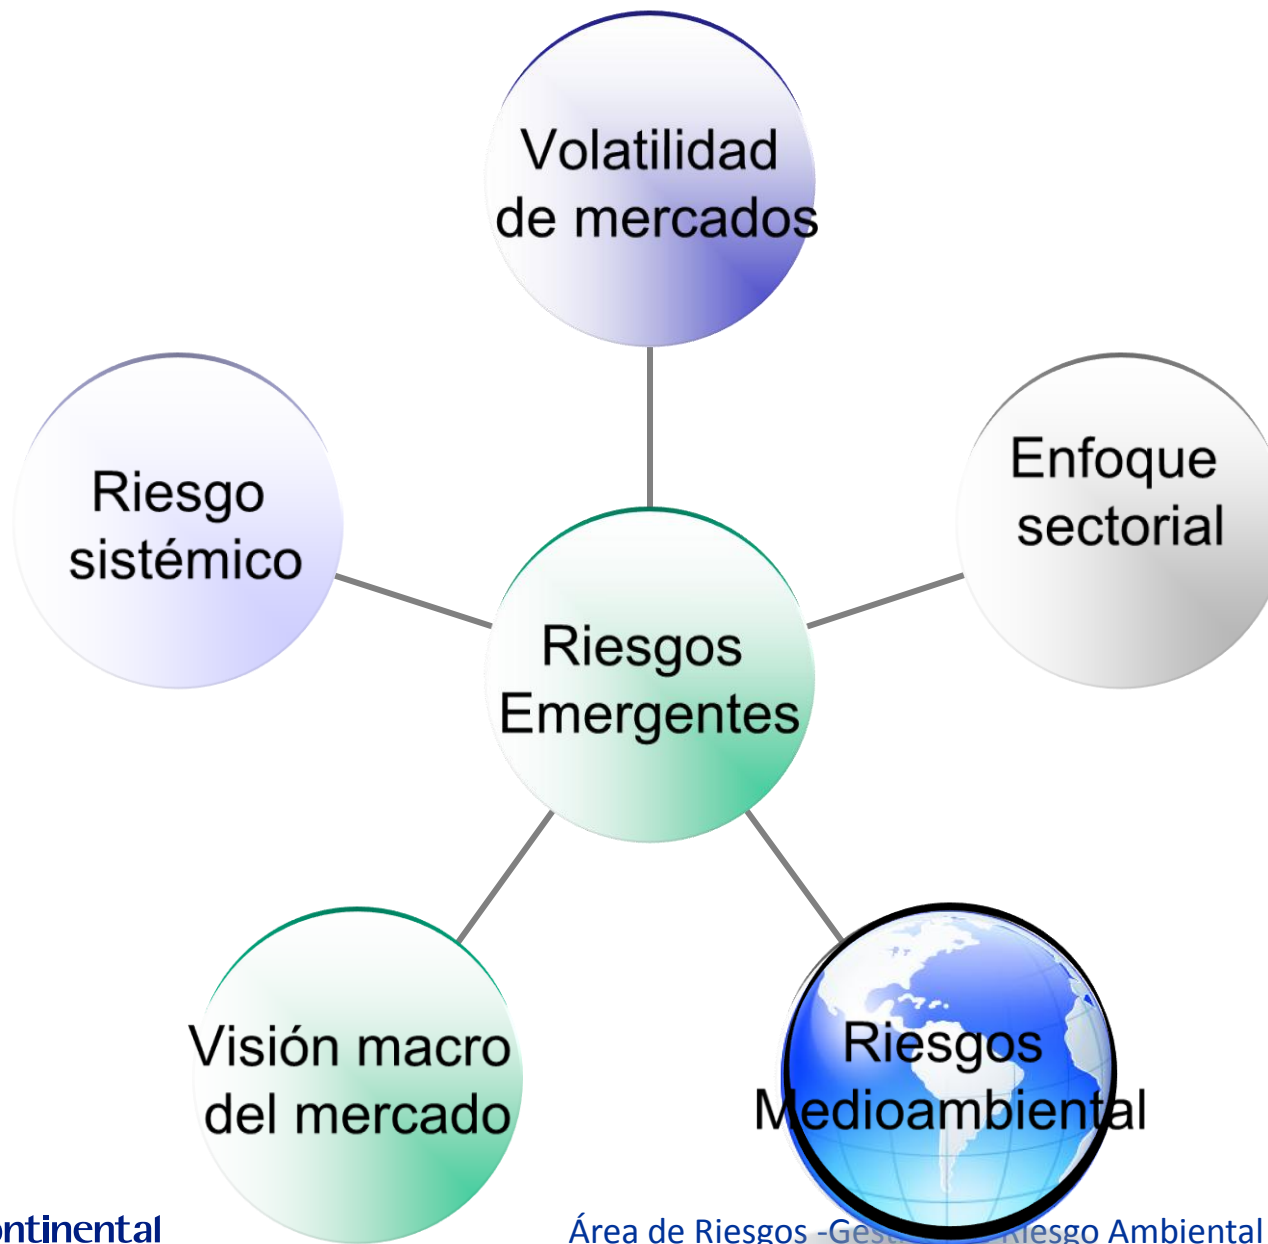 Volatilidad
de mercados
Riesgo
sistémico
Enfoque
sectorial
Riesgos
Emergentes
Visión macro
del mercado
Riesgos
Medioambiental
ontinental
Área de Riesgos -Ges Riesgo Ambiental